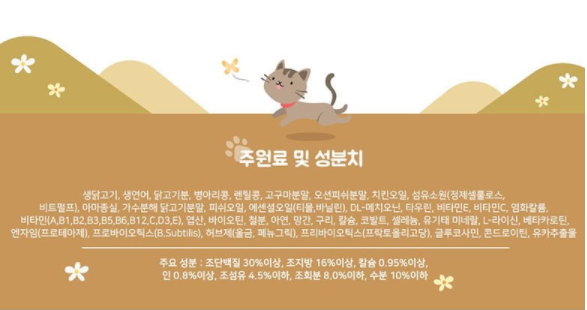 주원료 및 성분치
생닭고기, 생연어, 닭고기분, 병아리콩, 렌틸콩, 고구마분말, 오션피쉬분말, 치킨오일, 섬유소원(정제셀룰로스,
비트펄프), 아마종실, 가수분해 닭고기분말, 피쉬오일, 에센셜오일(타몰,바닐린), DL-메치오닌, 타우린, 비타민E, 비타민C, 염화칼륨,
비타민(A,B1,B2,B3,B5,B6,B12,C,D3,E), 엽산, 바이오틴, 철분, 아연, 망간, 구리, 칼슘, 코발트, 셀레늄, 유기태 미네랄, L-라이신, 베타카로틴,
엔자임(프로테아제), 프로바이오틱스(B.Subtilis), 허브제(울금, 페뉴그릭), 프리바이오틱스(프락토올리고당), 글루코사민, 콘드로이틴, 유카추출물
주요 성분 : 조단백질 30%이상, 조지방 16%이상, 칼슘 0.95%이상,
인 0.8%이상, 조섬유 4.5%이하, 조회분 8.0%이하, 수분 10%이하